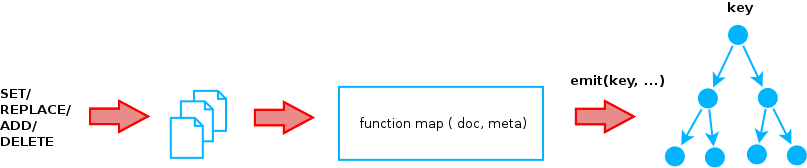 SET/
REPLACE/
ADD/
DELETE
function map ( doc, meta)
emit(key, ...)
key